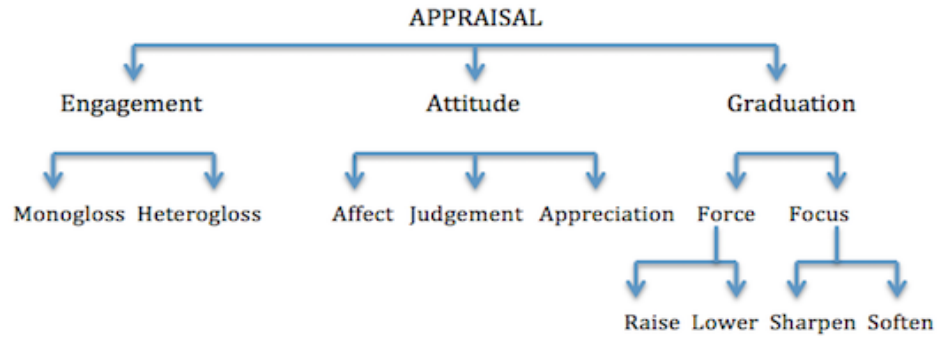 APPRAISAL
Engagement Attitude Graduation
Monogloss Heterogloss Affect Judgement Appreciation Force Focus
Raise Lower Sharpen Soften